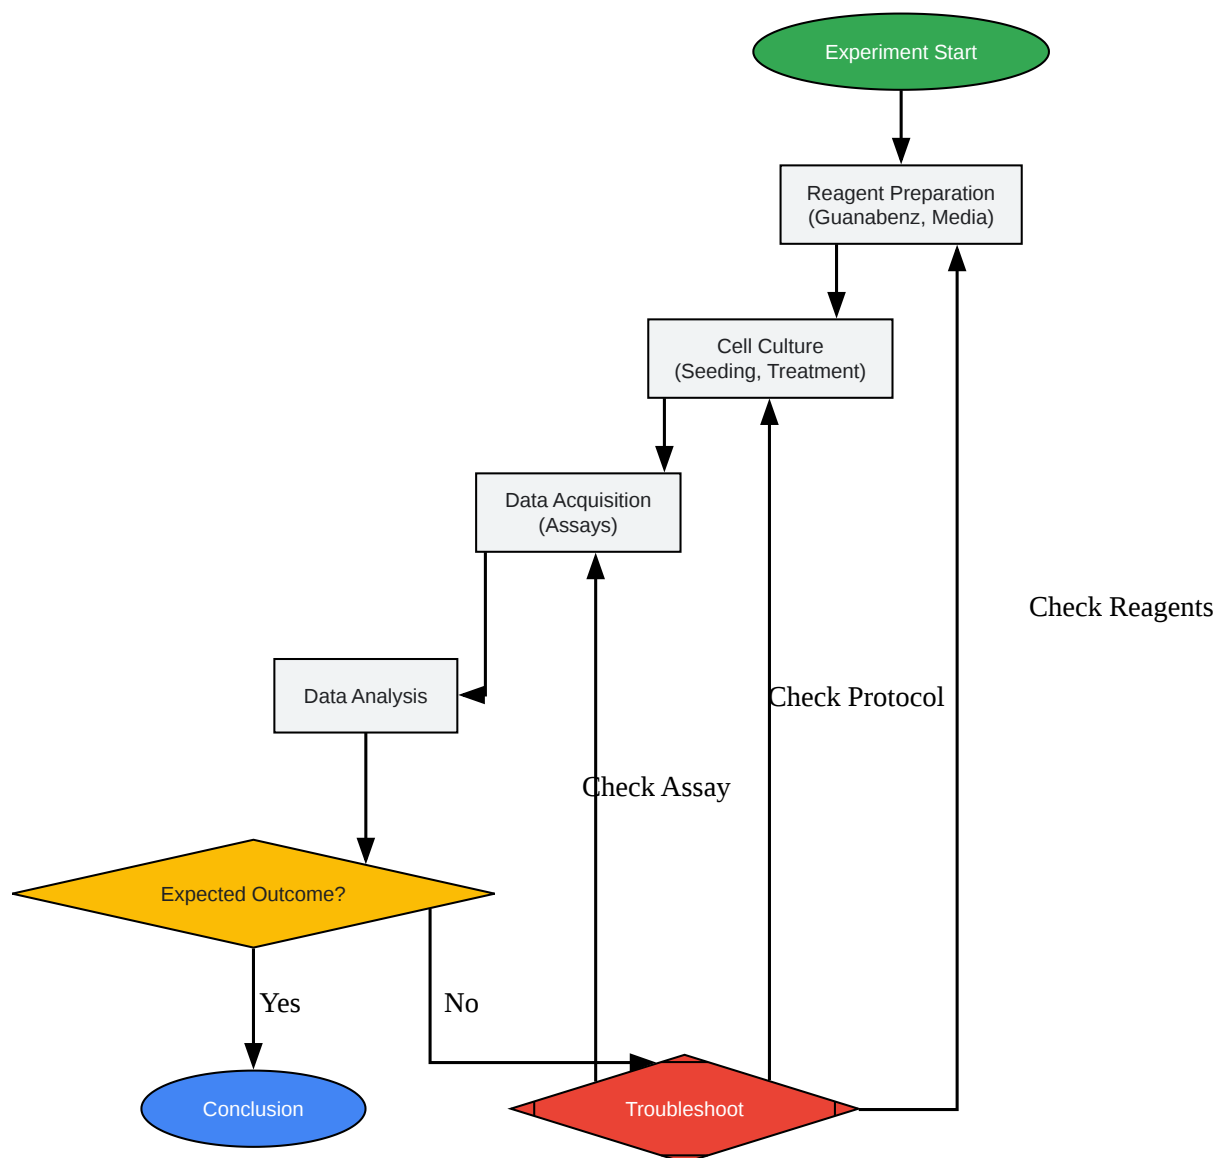 Experiment Start
Reagent Preparation
(Guanabenz, Media)
Cell Culture
(Seeding, Treatment)
Data Acquisition
(Assays)
Check Reagents
Data Analysis
Check Protocol
Check Assay
Expected Outcome?
Yes
No
Conclusion
Troubleshoot